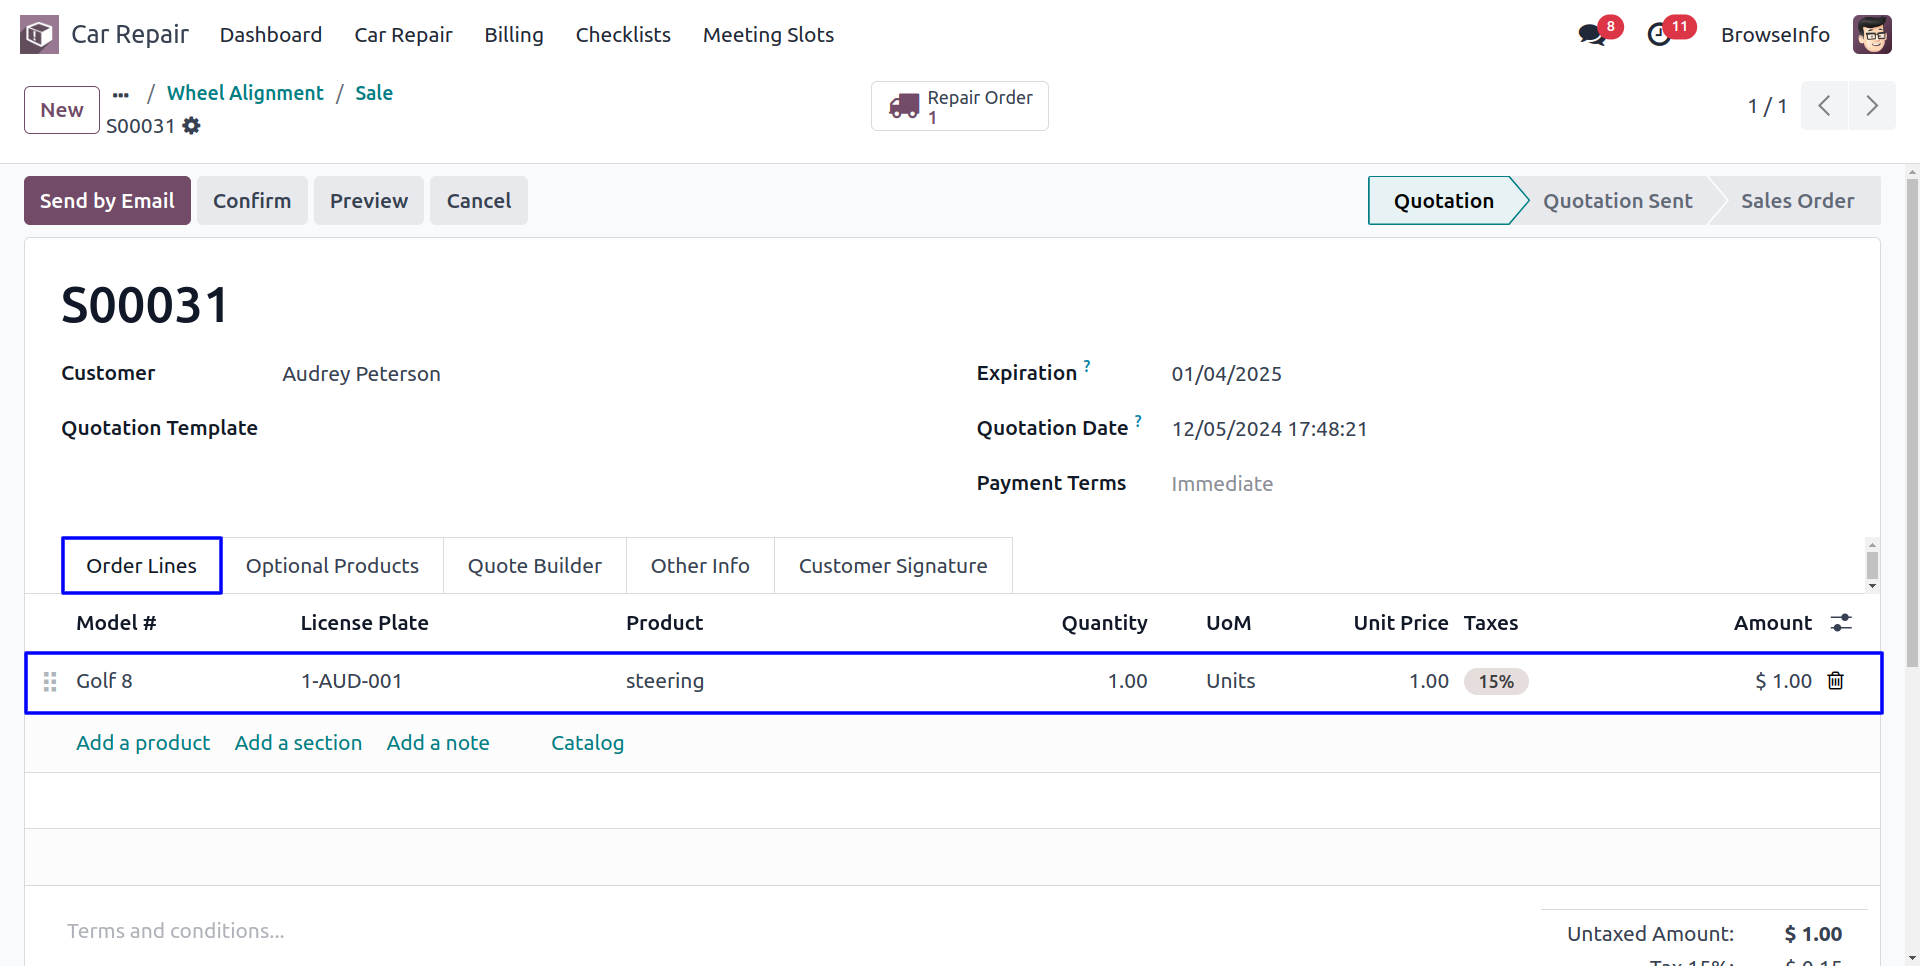 Car Repair Dashboard Car Repair Billing Checklists Meeting Slots 8 11 BrowseInfo
New ... / Wheel Alignment / Sale
S00031
Repair Order
1
1 / 1
Send by Email Confirm Preview Cancel Quotation Quotation Sent Sales Order
S00031
Customer Audrey Peterson Expiration ? 01/04/2025
Quotation Template Quotation Date ? 12/05/2024 17:48:21
Payment Terms Immediate
Order Lines Optional Products Quote Builder Other Info Customer Signature
Model # License Plate Product Quantity UoM Unit Price Taxes Amount
Golf 8 1-AUD-001 steering 1.00 Units 1.00 15% $ 1.00
Add a product Add a section Add a note Catalog
Terms and conditions...
Untaxed Amount: $ 1.00
Tax 15%: $ 0.15